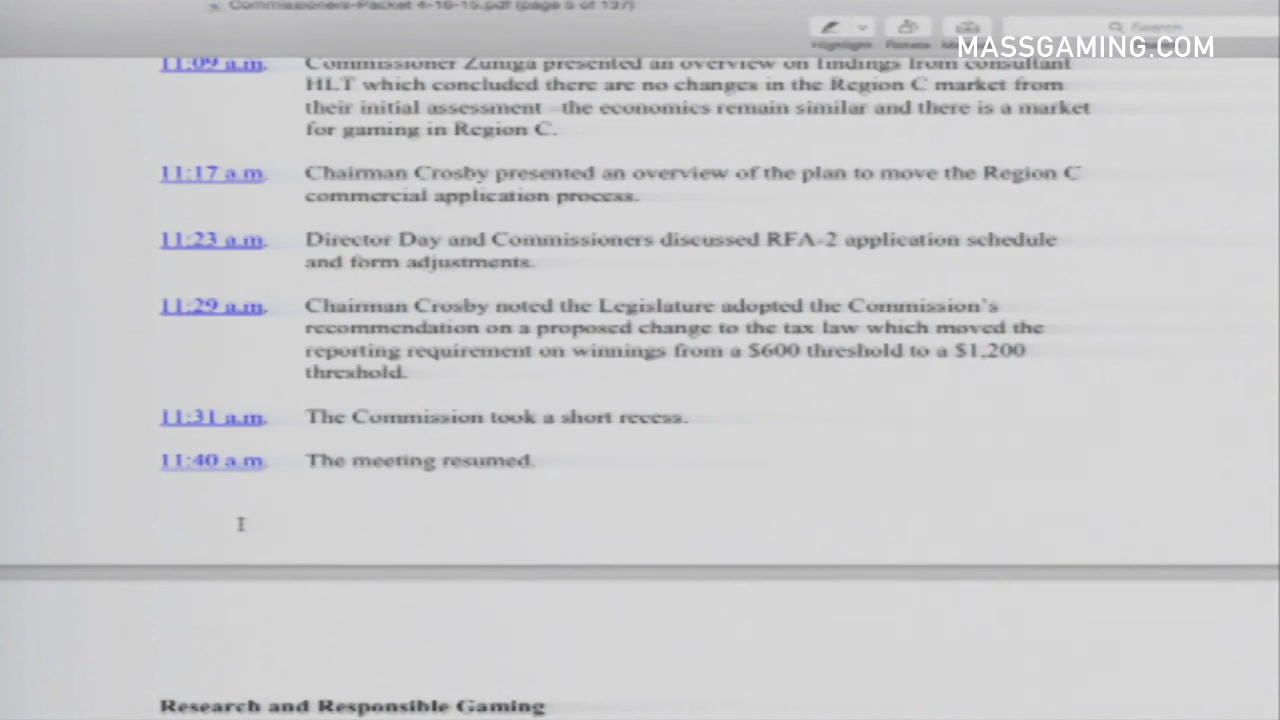 Commissioners-Packet 4-16-15.pdf (page 5 of 137)
Search
Highlight Rotate
MASSGAMING.COM
11:09 a.m. Commissioner Zuniga presented an overview on findings from consultant
HLT which concluded there are no changes in the Region C market from
their initial assessment – the economics remain similar and there is a market
for gaming in Region C.
11:17 a.m. Chairman Crosby presented an overview of the plan to move the Region C
commercial application process.
11:23 a.m. Director Day and Commissioners discussed RFA-2 application schedule
and form adjustments.
11:29 a.m. Chairman Crosby noted the Legislature adopted the Commission's
recommendation on a proposed change to the tax law which moved the
reporting requirement on winnings from a $600 threshold to a $1,200
threshold.
11:31 a.m. The Commission took a short recess.
11:40 a.m. The meeting resumed.
Research and Responsible Gaming